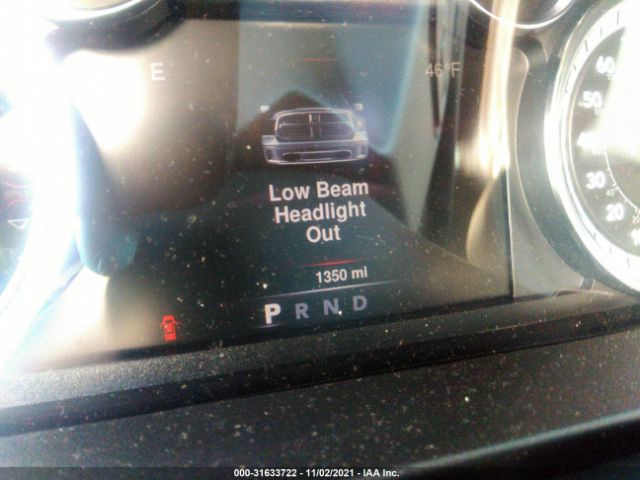 E
46°F
Low Beam
Headlight
Out
1350 mi
P R N D
60
50
40
30
20
000-31633722 - 11/02/2021 - IAA Inc.